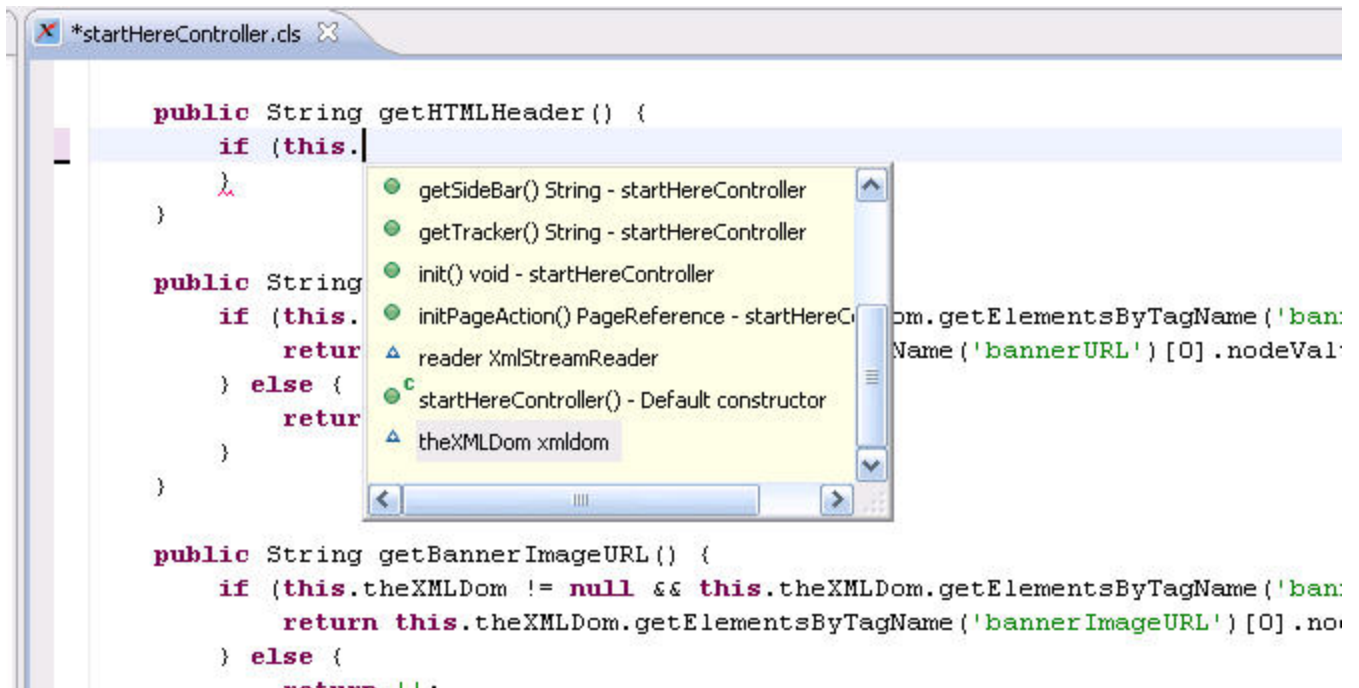 *startHereController.cls
public String getHTMLHeader() {
if (this.
}
}
getSideBar() String - startHereController
getTracker() String - startHereController
init() void - startHereController
initPageAction() PageReference - startHereC
reader XmlStreamReader
startHereController() - Default constructor
theXMLDom xmldom
public String
if (this. om.getElementsByTagName('ban
retur Name('bannerURL')[0].nodeVal
} else {
retur
}
}
public String getBannerImageURL() {
if (this.theXMLDom != null && this.theXMLDom.getElementsByTagName('ban
return this.theXMLDom.getElementsByTagName('bannerImageURL')[0].no
} else {
return '';